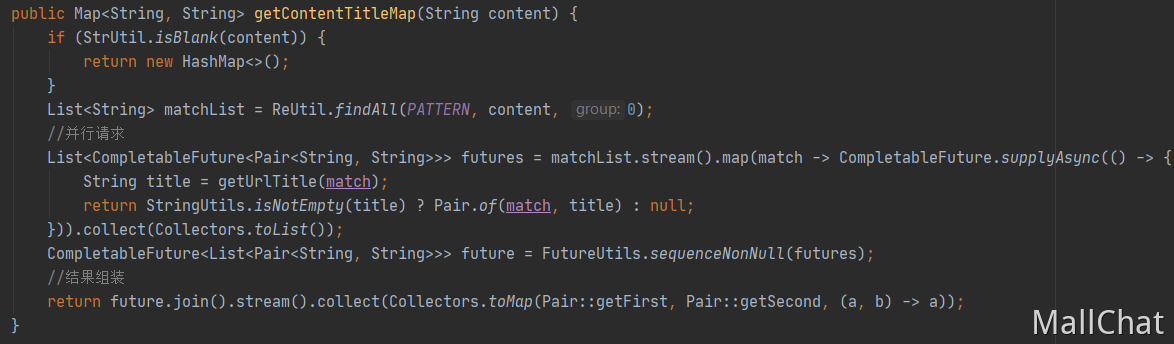 public Map<String, String> getContentTitleMap(String content) {
    if (StrUtil.isBlank(content)) {
        return new HashMap<>();
    }
    List<String> matchList = ReUtil.findAll(PATTERN, content, group: 0);
    //并行请求
    List<CompletableFuture<Pair<String, String>>> futures = matchList.stream().map(match -> CompletableFuture.supplyAsync(() -> {
        String title = getUrlTitle(match);
        return StringUtils.isNotEmpty(title) ? Pair.of(match, title) : null;
    })).collect(Collectors.toList());
    CompletableFuture<List<Pair<String, String>>> future = FutureUtils.sequenceNonNull(futures);
    //结果组装
    return future.join().stream().collect(Collectors.toMap(Pair::getFirst, Pair::getSecond, (a, b) -> a));
}
MallChat